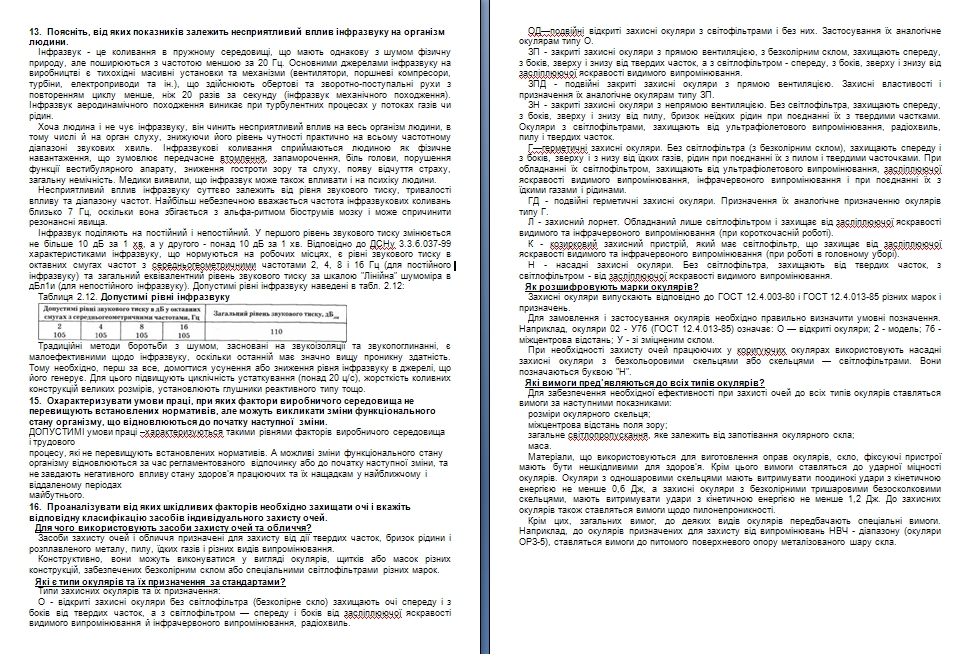 13. Поясніть, від яких показників залежить несприятливий вплив інфразвуку на організм
людини.
Інфразвук - це коливання в пружному середовищі, що мають однакову з шумом фізичну
природу, але поширюються з частотою меншою за 20 Гц. Основними джерелами інфразвуку на
виробництві є тихохідні масивні установки та механізми (вентилятори, поршневі компресори,
турбіни, електроприводи та ін.), що здійснюють обертові та зворотно-поступальні рухи з
повторенням циклу менше, ніж 20 разів за секунду (інфразвук механічного походження).
Інфразвук аеродинамічного походження виникає при турбулентних процесах у потоках газів чи
рідин.
Хоча людина і не чує інфразвуку, він чинить несприятливий вплив на весь організм людини, в
тому числі й на орган слуху, знижуючи його рівень чутності практично на всьому частотному
діапазоні звукових хвиль. Інфразвукові коливання сприймаються людиною як фізичне
навантаження, що зумовлює передчасне втомлення, запаморочення, біль голови, порушення
функції вестибулярного апарату, зниження гостроти зору та слуху, появу відчуття страху,
загальну немічність. Медики виявили, що інфразвук може також впливати і на психіку людини.
Несприятливий вплив інфразвуку суттєво залежить від рівня звукового тиску, тривалості
впливу та діапазону частот. Найбільш небезпечною вважається частота інфразвукових коливань
близько 7 Гц, оскільки вона збігається з альфа-ритмом біострумів мозку і може спричинити
резонансні явища.
Інфразвук поділяють на постійний і непостійний. У першого рівень звукового тиску змінюється
не більше 10 дБ за 1 хв. а у другого - понад 10 дБ за 1 хв. Відповідно до ДСНу 3.3.6.037-99
характеристиками інфразвуку, що нормуються на робочих місцях, є рівні звукового тиску в
октавних смугах частот з середньогеометричними частотами 2, 4, 8 і 16 Гц (для постійного
інфразвуку) та загальний еквівалентний рівень звукового тиску за шкалою "Лінійна" шумоміра в
дБл1и (для непостійного інфразвуку). Допустимі рівні інфразвуку наведені в табл. 2.12:
Таблиця 2.12. Допустимі рівні інфразвуку
Допустимі рівні звукового тиску в дБ у октавних смугах з середньогеометричними частотами, Гц
Загальний рівень звукового тиску, дБ
2 4 8 16
105 105 105 105 110
Традиційні методи боротьби з шумом, засновані на звукоізоляції та звукопоглинанні, є
малоефективними щодо інфразвуку, оскільки останній має значно вищу проникну здатність.
Тому необхідно, перш за все, домогтися усунення або зниження рівня інфразвуку в джерелі, що
його генерує. Для цього підвищують циклічність устаткування (понад 20 ц/с), жорсткість коливних
конструкцій великих розмірів, установлюють глушники реактивного типу тощо.
15. Охарактеризувати умови праці, при яких фактори виробничого середовища не
перевищують встановлених нормативів, але можуть викликати зміни функціонального
стану організму, що відновлюються до початку наступної зміни.
ДОПУСТИМІ умови праці –характеризуються такими рівнями факторів виробничого середовища
і трудового
процесу, які не перевищують встановлених нормативів. А можливі зміни функціонального стану
організму відновлюються за час регламентованого відпочинку або до початку наступної зміни, та
не завдають негативного впливу стану здоров'я працюючих та їх нащадкам у найближчому і
віддаленому періодах
майбутнього.
16. Проаналізувати від яких шкідливих факторів необхідно захищати очі і вкажіть
відповідну класифікацію засобів індивідуального захисту очей.
Для чого використовують засоби захисту очей та обличчя?
Засоби захисту очей і обличчя призначені для захисту від дії твердих часток, бризок рідини і
розплавленого металу, пилу, їдких газів і різних видів випромінювання.
Конструктивно, вони можуть виконуватися у вигляді окулярів, щитків або масок різних
конструкцій, забезпечених безколірним склом або спеціальними світлофільтрами різних марок.
Які є типи окулярів та їх призначення за стандартами?
Типи захисних окулярів та їх призначення:
О - відкриті захисні окуляри без світлофільтра (безколірне скло) захищають очі спереду і з
боків від твердих часток, а з світлофільтром — спереду і боків від засліплюючої яскравості
видимого випромінювання й інфрачервоного випромінювання, радіохвиль.
ОД—подвійні відкриті захисні окуляри з світофільтрами і без них. Застосування їх аналогічне
окулярам типу О.
ЗП - закриті захисні окуляри з прямою вентиляцією, з безколірним склом, захищають спереду,
з боків, зверху і знизу від твердих часток, а з світлофільтром - спереду, з боків, зверху і знизу від
засліплюючої яскравості видимого випромінювання.
ЗПД - подвійні закриті захисні окуляри з прямою вентиляцією. Захисні властивості і
призначення їх аналогічне окулярам типу ЗП.
ЗН - закриті захисні окуляри з непрямою вентиляцією. Без світлофільтра, захищають спереду,
з боків, зверху і знизу від пилу, бризок неїдких рідин при поєднанні їх з твердими частками.
Окуляри з світлофільтрами, захищають від ультрафіолетового випромінювання, радіохвиль,
пилу і твердих часток.
Г—герметичні захисні окуляри. Без світлофільтра (з безколірним склом), захищають спереду і
з боків, зверху і з низу від їдких газів, рідин при поєднанні їх з пилом і твердими часточками. При
обладнанні їх світлофільтром, захищають від ультрафіолетового випромінювання, засліплюючої
яскравості видимого випромінювання, інфрачервоного випромінювання і при поєднанні їх з
їдкими газами і рідинами.
ГД - подвійні герметичні захисні окуляри. Призначення їх аналогічне призначенню окулярів
типу Г.
Л - захисний лорнет. Обладнаний лише світофільтром і захищає від засліплюючої яскравості
видимого та інфрачервоного випромінювання (при короткочасній роботі).
К - козирковий захисний пристрій, який має світлофільтр, що захищає від засліплюючої
яскравості видимого та інфрачервоного випромінювання (при роботі в головному уборі).
Н - насадні захисні окуляри. Без світлофільтра, захищають від твердих часток, з
світлофільтром - від засліплюючої яскравості видимого випромінювання.
Як розшифровують марки окулярів?
Захисні окуляри випускають відповідно до ГОСТ 12.4.003-80 і ГОСТ 12.4.013-85 різних марок і
призначень.
Для замовлення і застосування окулярів необхідно правильно визначити умовні позначення.
Наприклад, окуляри 02 - У76 (ГОСТ 12.4.013-85) означає: О — відкриті окуляри; 2 - модель; 76 -
міжцентрова відстань; У - зі зміцненим склом.
При необхідності захисту очей працюючих у коригуючих окулярах використовують насадні
захисні окуляри з безкольоровими скельцями або скельцями — світлофільтрами. Вони
позначаються буквою "Н".
Які вимоги пред'являються до всіх типів окулярів?
Для забезпечення необхідної ефективності при захисті очей до всіх типів окулярів ставляться
вимоги за наступними показниками:
розміри окулярного скельця;
міжцентрова відстань поля зору;
загальне світлопропускання. яке залежить від запотівання окулярного скла;
маса.
Матеріали, що використовуються для виготовлення оправ окулярів, скло, фіксуючі пристрої
мають бути нешкідливими для здоров'я. Крім цього вимоги ставляться до ударної міцності
окулярів. Окуляри з одношаровими скельцями мають витримувати поодинокі удари з кінетичною
енергією не менше 0,6 Дж, а захисні окуляри з безколірними тришаровими безосколковими
скельцями, мають витримувати удари з кінетичною енергією не менше 1,2 Дж. До захисних
окулярів також ставляться вимоги щодо пилонепроникності.
Крім цих, загальних вимог, до деяких видів окулярів передбачають спеціальні вимоги.
Наприклад, до окулярів призначених для захисту від випромінювань НВЧ - діапазону (окуляри
ОРЗ-5), ставляться вимоги до питомого поверхневого опору металізованого шару скла.